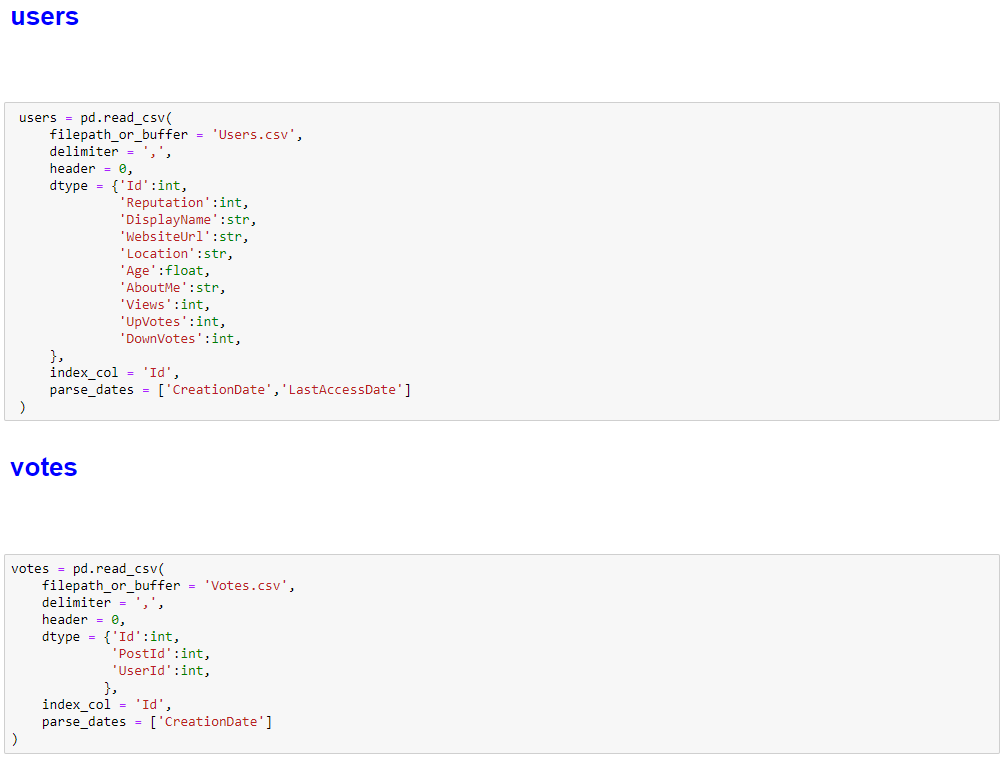 users
users = pd.read_csv(
    filepath_or_buffer = 'Users.csv',
    delimiter = ',',
    header = 0,
    dtype = {'Id':int,
             'Reputation':int,
             'DisplayName':str,
             'WebsiteUrl':str,
             'Location':str,
             'Age':float,
             'AboutMe':str,
             'Views':int,
             'UpVotes':int,
             'DownVotes':int,
    },
    index_col = 'Id',
    parse_dates = ['CreationDate','LastAccessDate']
)
votes
votes = pd.read_csv(
    filepath_or_buffer = 'Votes.csv',
    delimiter = ',',
    header = 0,
    dtype = {'Id':int,
             'PostId':int,
             'UserId':int,
            },
    index_col = 'Id',
    parse_dates = ['CreationDate']
)